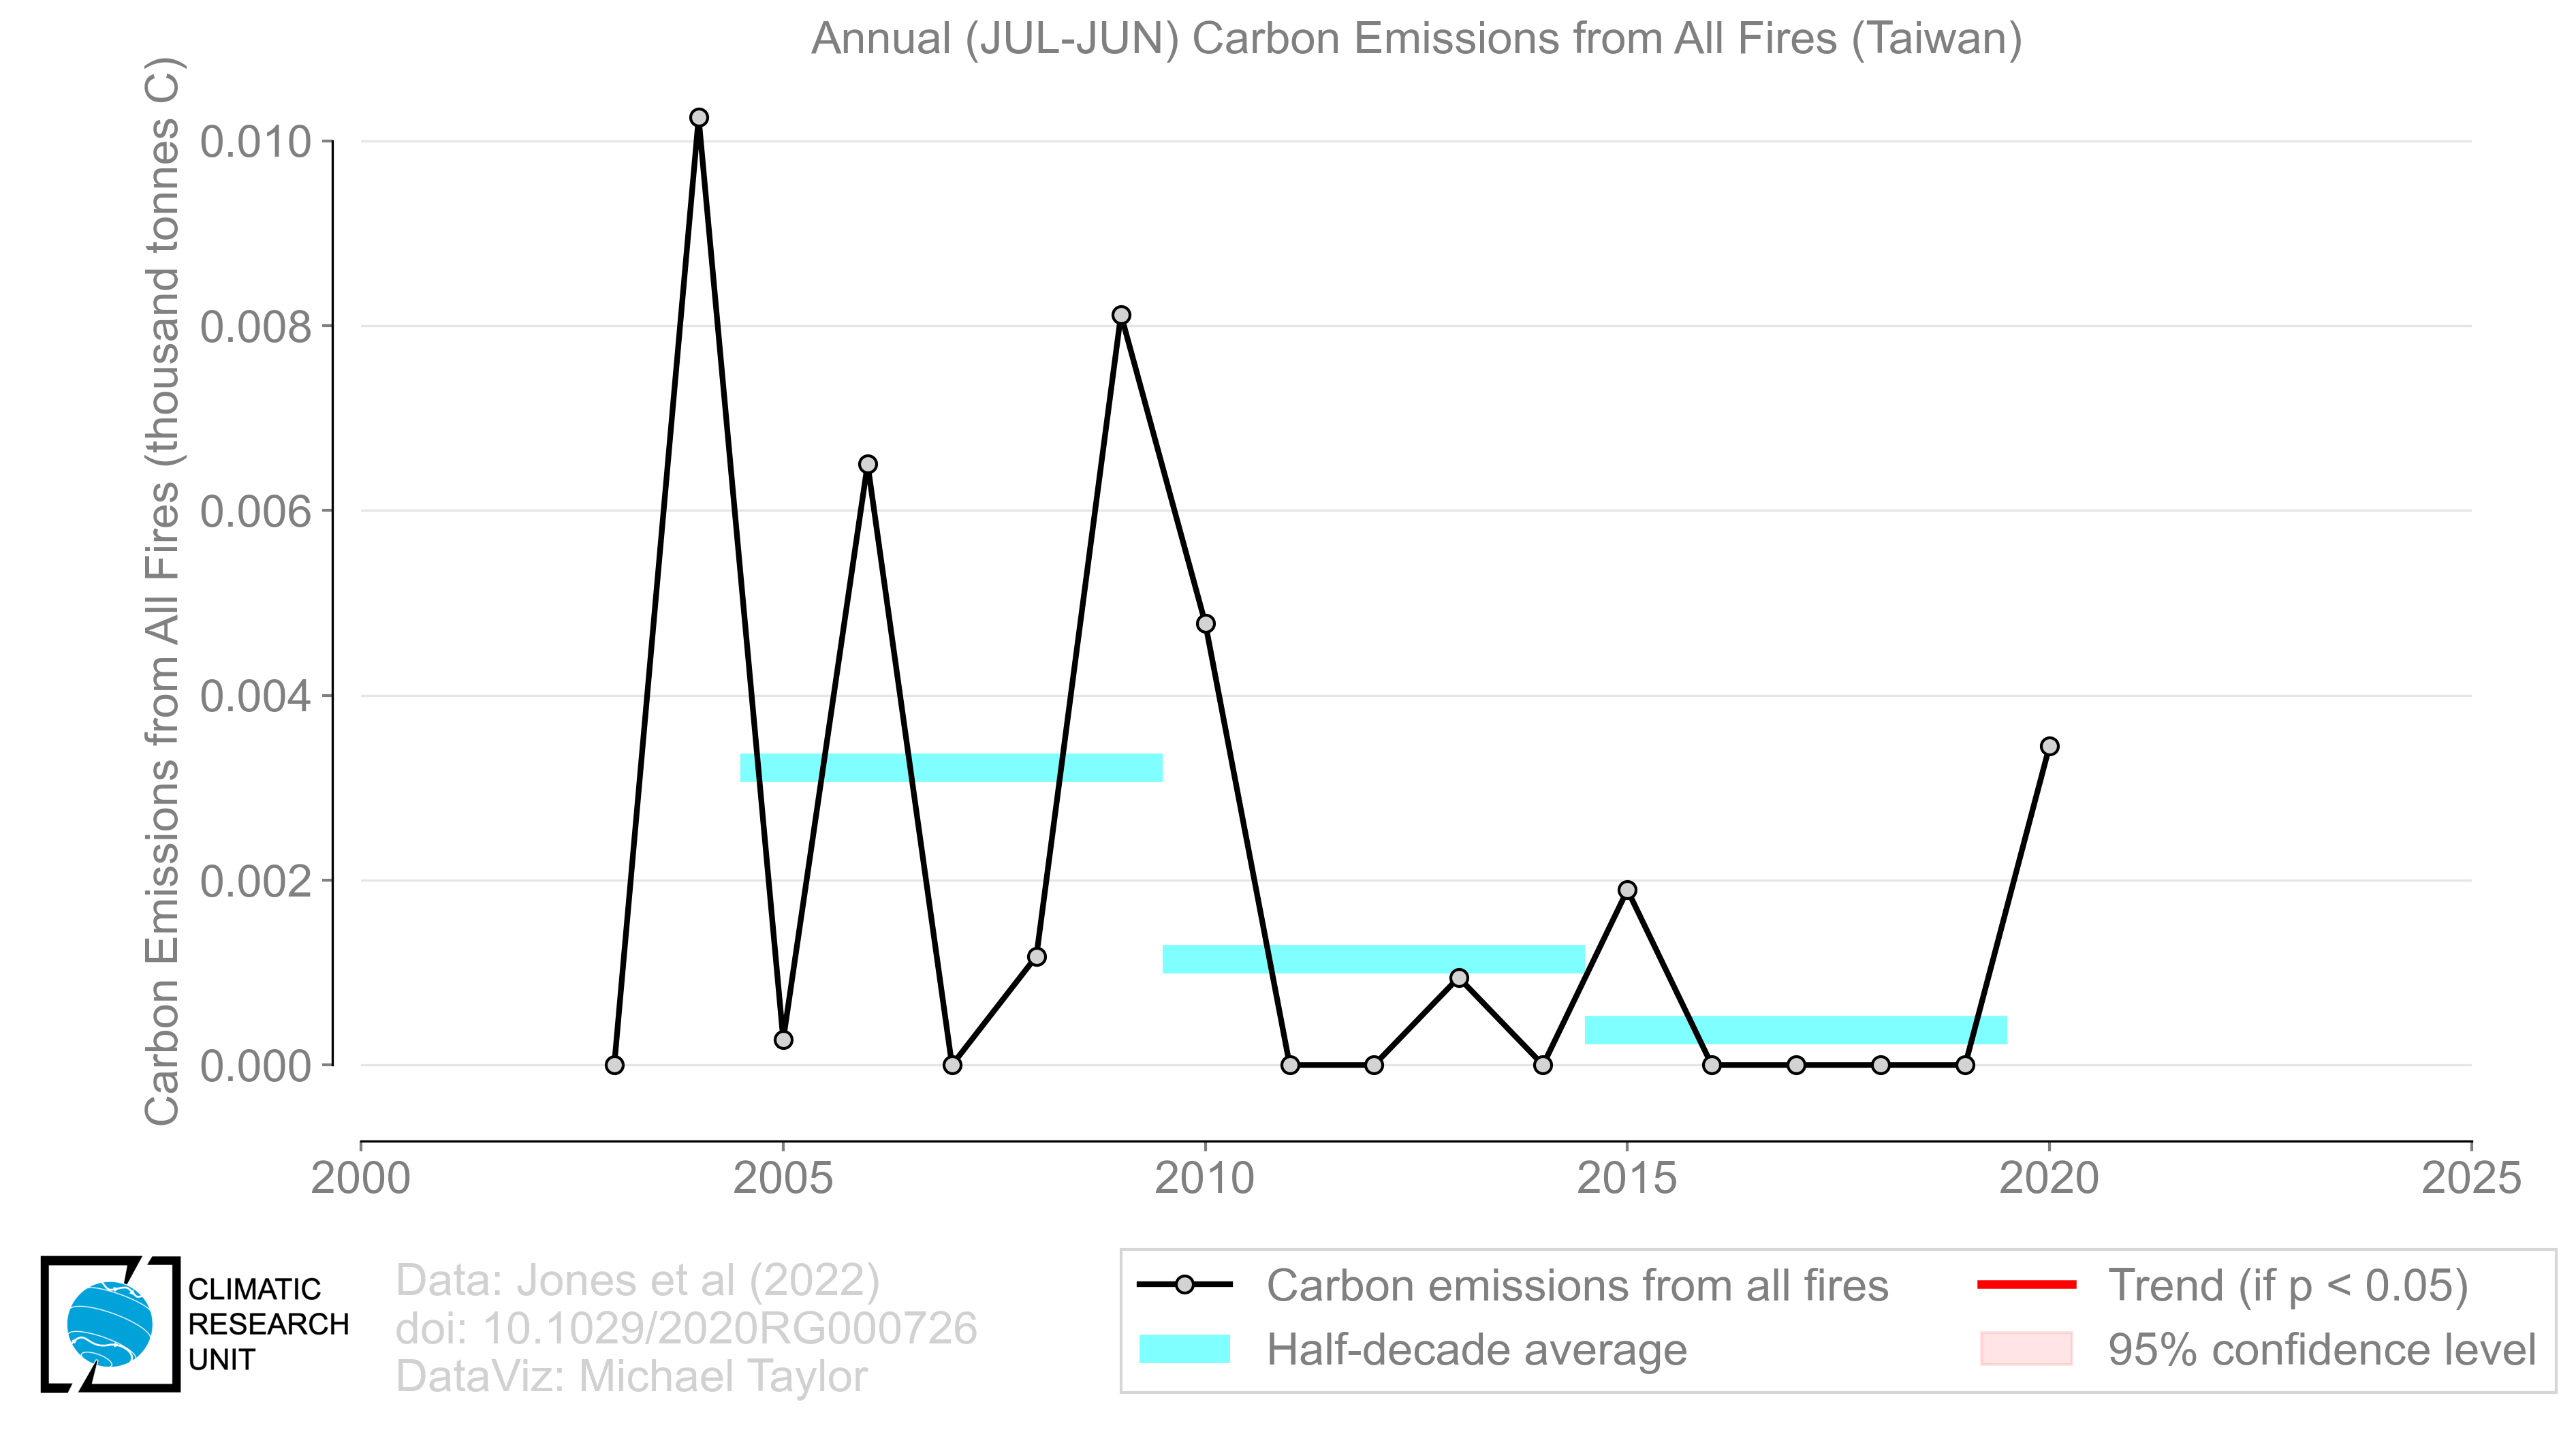 Annual (JUL-JUN) Carbon Emissions from All Fires (Taiwan)
Carbon Emissions from All Fires (thousand tonnes C)
0.010
0.008
0.006
0.004
0.002
0.000
2000 2005 2010 2015 2020 2025
CLIMATIC
RESEARCH
UNIT
Data: Jones et al (2022)
doi: 10.1029/2020RG000726
DataViz: Michael Taylor
Carbon emissions from all fires
Half-decade average
Trend (if p < 0.05)
95% confidence level